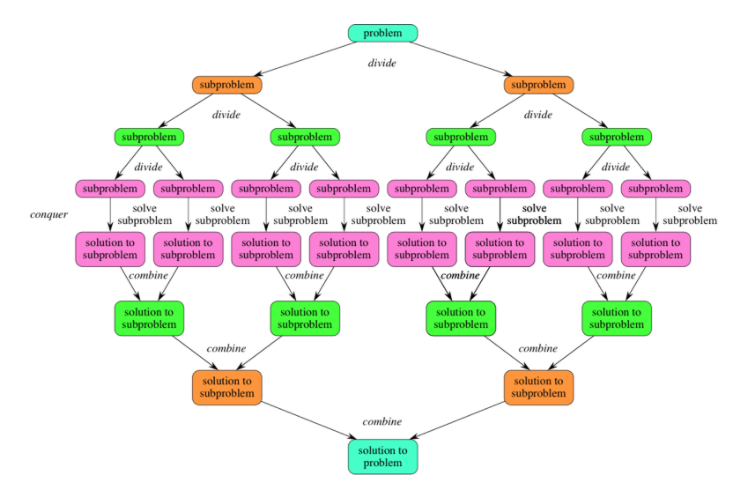 problem
divide
subproblem subproblem
divide divide
subproblem subproblem subproblem subproblem
divide divide divide divide
subproblem subproblem subproblem subproblem subproblem subproblem subproblem subproblem
conquer
solve solve solve solve solve solve solve solve
subproblem subproblem subproblem subproblem subproblem subproblem subproblem subproblem
solution to solution to solution to solution to solution to solution to solution to solution to
subproblem subproblem subproblem subproblem subproblem subproblem subproblem subproblem
combine combine combine combine
solution to solution to solution to solution to
subproblem subproblem subproblem subproblem
combine combine
solution to solution to
subproblem subproblem
combine
solution to
problem